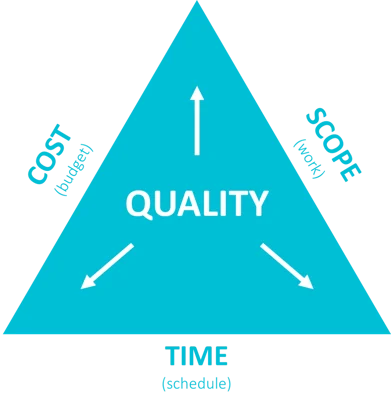 COST
(budget)
SCOPE
(work)
QUALITY
TIME
(schedule)